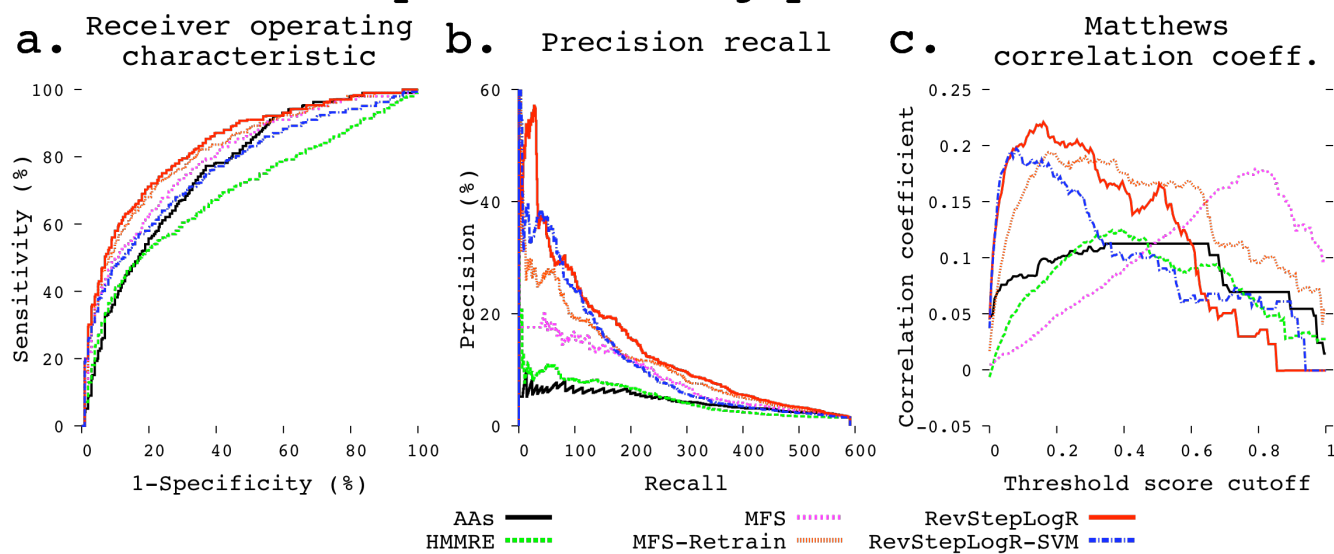 a.
Receiver operating
characteristic
Sensitivity (%)
100
80
60
40
20
0
0 20 40 60 80 100
1-Specificity (%)
b.
Precision recall
Precision (%)
60
40
20
0
0 100 200 300 400 500 600
Recall
c.
Matthews
correlation coeff.
Correlation coefficient
0.25
0.2
0.15
0.1
0.05
0
-0.05
0 0.2 0.4 0.6 0.8 1
Threshold score cutoff
AAs
HMMRE
MFS
MFS-Retrain
RevStepLogR
RevStepLogR-SVM